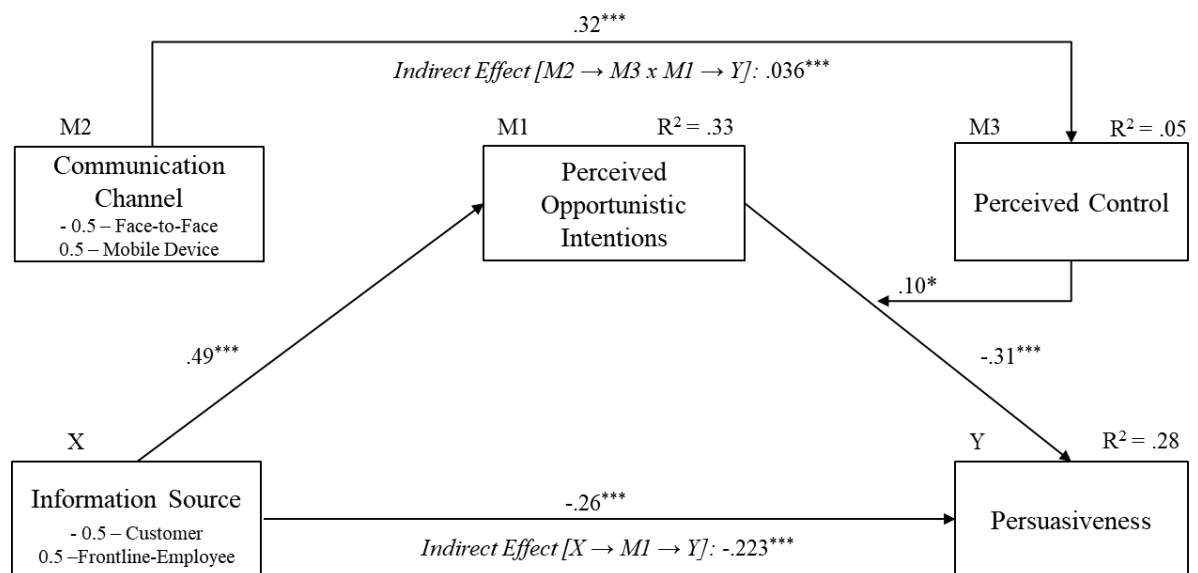 .32***
Indirect Effect [M2 → M3 x M1 → Y]: .036***
M2
M1
R² = .33
M3
R² = .05
Communication
Channel
- 0.5 – Face-to-Face
0.5 – Mobile Device
Perceived
Opportunistic
Intentions
Perceived Control
.10*
.49***
-.31***
X
Y
R² = .28
Information Source
- 0.5 – Customer
0.5 –Frontline-Employee
-.26***
Indirect Effect [X → M1 → Y]: -.223***
Persuasiveness